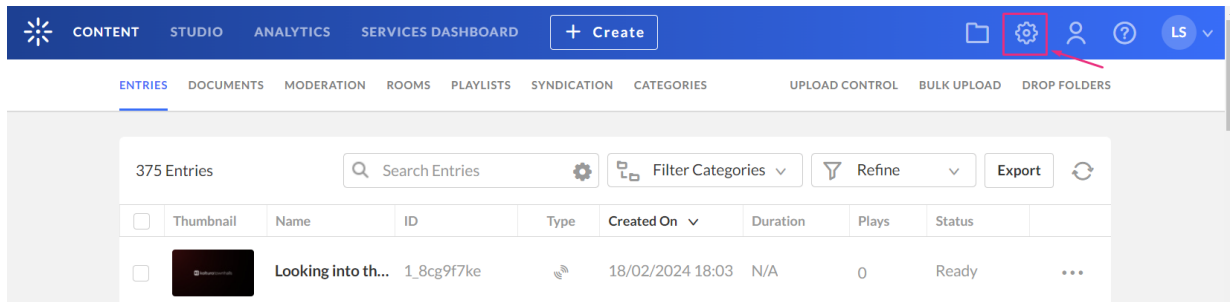 CONTENT STUDIO ANALYTICS SERVICES DASHBOARD + Create LS
ENTRIES DOCUMENTS MODERATION ROOMS PLAYLISTS SYNDICATION CATEGORIES UPLOAD CONTROL BULK UPLOAD DROP FOLDERS
375 Entries Search Entries Filter Categories Refine Export
Thumbnail Name ID Type Created On Duration Plays Status
Looking into th... 1_8cg9f7ke 18/02/2024 18:03 N/A 0 Ready